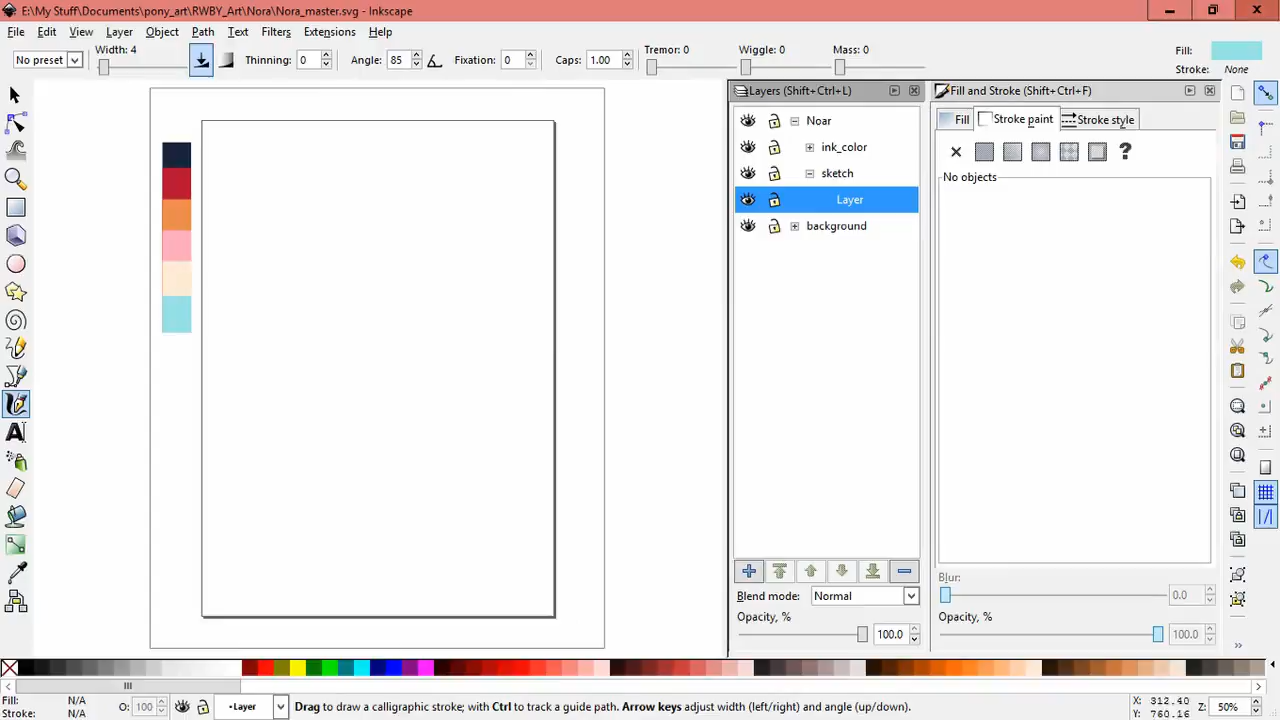 E:\My Stuff\Documents\pony_art\RWBY_Art\Nora\Nora_master.svg - Inkscape
File Edit View Layer Object Path Text Filters Extensions Help
No preset Width: 4 Thinning: 0 Angle: 85 Fixation: 0 Caps: 1.00 Tremor: 0 Wiggle: 0 Mass: 0 Fill:
Stroke: None
Layers (Shift+Ctrl+L) Fill and Stroke (Shift+Ctrl+F)
Noar Fill Stroke paint Stroke style
ink_color
sketch No objects
Layer
background
Blur:
Blend mode: Normal 0.0
Opacity, % Opacity, %
100.0 100.0
Fill: N/A
Stroke: N/A
O: 100 •Layer Drag to draw a calligraphic stroke; with Ctrl to track a guide path. Arrow keys adjust width (left/right) and angle (up/down). X: 312.40
Y: 760.16
Z: 50%